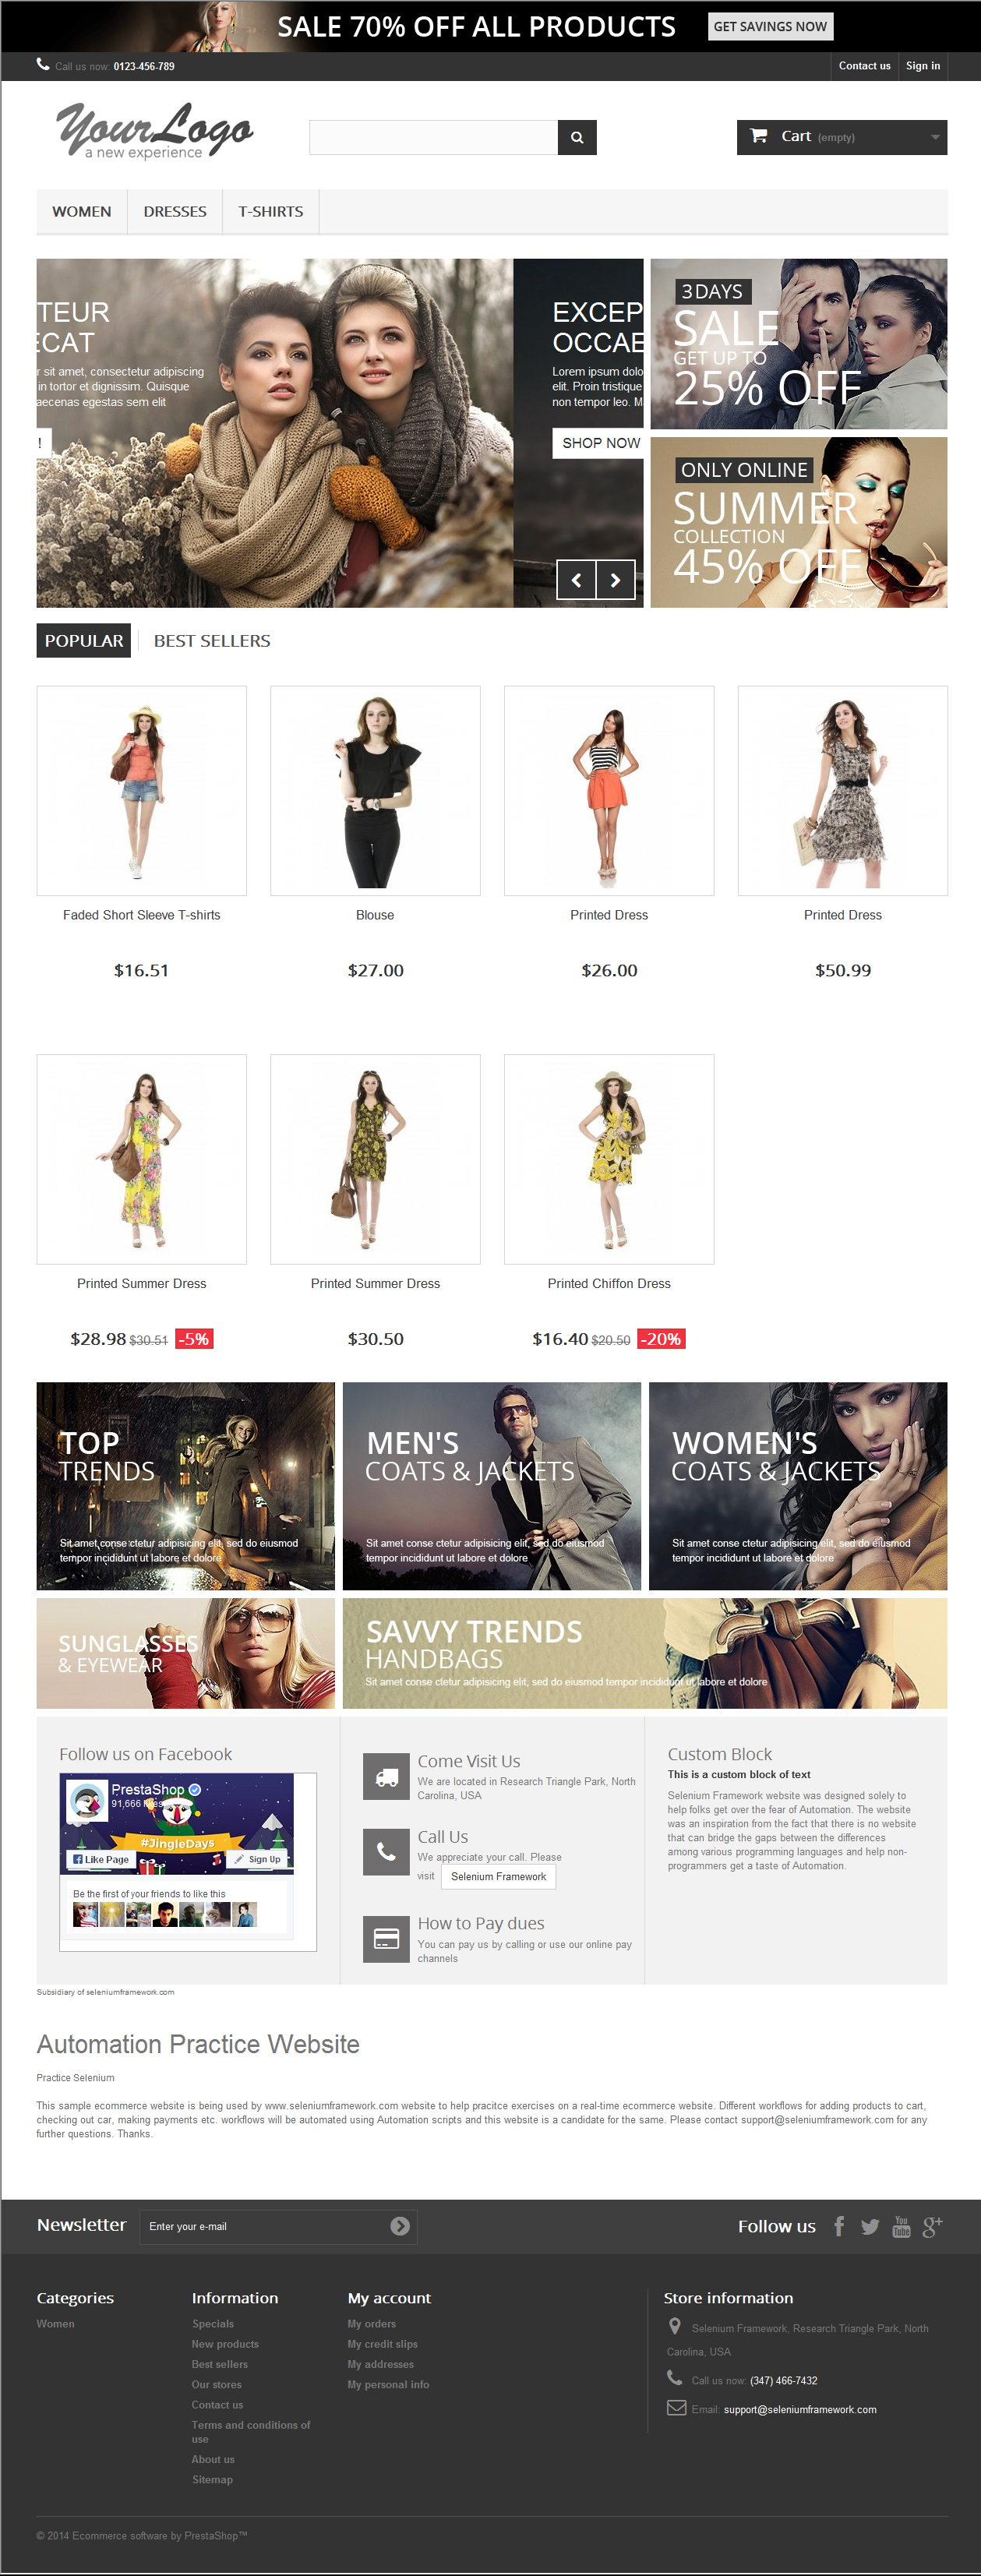 SALE 70% OFF ALL PRODUCTS GET SAVINGS NOW
Call us now: 0123-456-789
Contact us Sign in
YourLogo
a new experience
Cart (empty)
WOMEN DRESSES T-SHIRTS
TEUR
ECAT
r sit amet, consectetur adipiscing
in tortor et dignissim. Quisque
aecenas egestas sem elit
!
EXCEP
OCCAE
Lorem ipsum dolo
elit. Proin tristique
non tempor leo. M
SHOP NOW
3 DAYS
SALE
GET UP TO
25% OFF
ONLY ONLINE
SUMMER
COLLECTION
45% OFF
POPULAR BEST SELLERS
Faded Short Sleeve T-shirts
$16.51
Blouse
$27.00
Printed Dress
$26.00
Printed Dress
$50.99
Printed Summer Dress
$28.98 $30.51 -5%
Printed Summer Dress
$30.50
Printed Chiffon Dress
$16.40 $20.50 -20%
TOP
TRENDS
Sit amet conse ctetur adipisicing elit, sed do eiusmod
tempor incididunt ut labore et dolore
MEN'S
COATS & JACKETS
Sit amet conse ctetur adipisicing elit, sed do eiusmod
tempor incididunt ut labore et dolore
WOMEN'S
COATS & JACKETS
Sit amet conse ctetur adipisicing elit, sed do eiusmod
tempor incididunt ut labore et dolore
SUNGLASSES
& EYEWEAR
SAVVY TRENDS
HANDBAGS
Sit amet conse ctetur adipisicing elit, sed do eiusmod tempor incididunt ut labore et dolore
Follow us on Facebook
PrestaShop
91,666 likes
#JingleDays
Like Page Sign Up
Be the first of your friends to like this
Come Visit Us
We are located in Research Triangle Park, North
Carolina, USA
Call Us
We appreciate your call. Please
visit Selenium Framework
How to Pay dues
You can pay us by calling or use our online pay
channels
Custom Block
This is a custom block of text
Selenium Framework website was designed solely to
help folks get over the fear of Automation. The website
was an inspiration from the fact that there is no website
that can bridge the gaps between the differences
among various programming languages and help non-
programmers get a taste of Automation.
Subsidiary of seleniumframework.com
Automation Practice Website
Practice Selenium
This sample ecommerce website is being used by www.seleniumframework.com website to help pracitce exercises on a real-time ecommerce website. Different workflows for adding products to cart,
checking out car, making payments etc. workflows will be automated using Automation scripts and this website is a candidate for the same. Please contact support@seleniumframework.com for any
further questions. Thanks.
Newsletter Enter your e-mail
Follow us
You
Tube
Categories
Women
Information
Specials
New products
Best sellers
Our stores
Contact us
Terms and conditions of
use
About us
Sitemap
My account
My orders
My credit slips
My addresses
My personal info
Store information
Selenium Framework, Research Triangle Park, North
Carolina, USA
Call us now: (347) 466-7432
Email: support@seleniumframework.com
© 2014 Ecommerce software by PrestaShop™